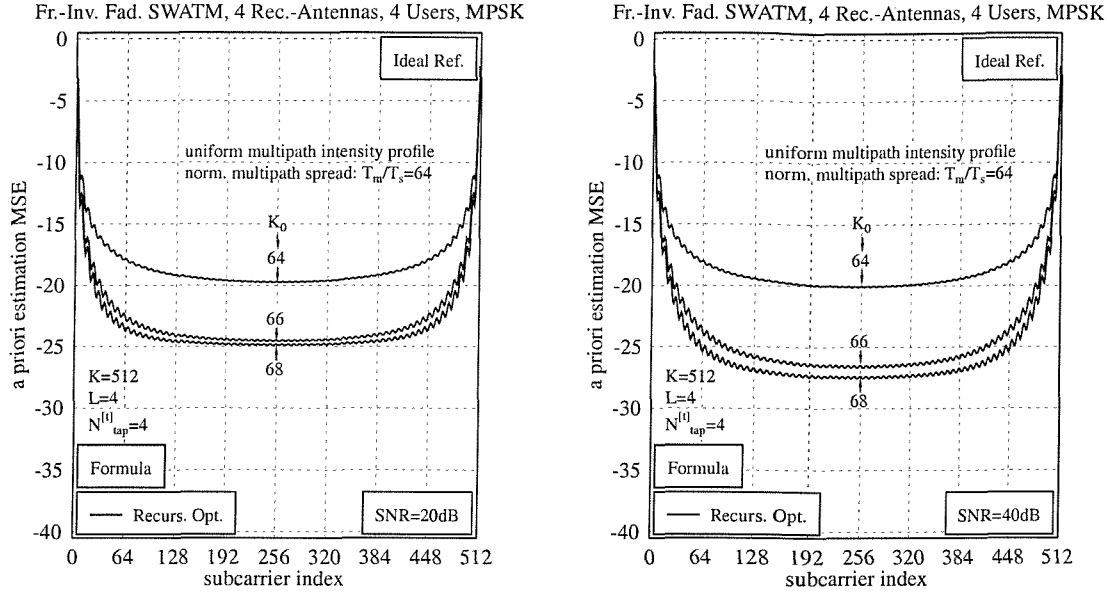 Fr.-Inv. Fad. SWATM, 4 Rec.-Antennas, 4 Users, MPSK
0
-5
-10
-15
-20
-25
-30
-35
-40
a priori estimation MSE
Ideal Ref.
uniform multipath intensity profile
norm. multipath spread: T_m/T_s=64
K_0
64
66
68
K=512
L=4
N^[t]_tap=4
Formula
Recurs. Opt.
SNR=20dB
0 64 128 192 256 320 384 448 512
subcarrier index
Fr.-Inv. Fad. SWATM, 4 Rec.-Antennas, 4 Users, MPSK
0
-5
-10
-15
-20
-25
-30
-35
-40
a priori estimation MSE
Ideal Ref.
uniform multipath intensity profile
norm. multipath spread: T_m/T_s=64
K_0
64
66
68
K=512
L=4
N^[t]_tap=4
Formula
Recurs. Opt.
SNR=40dB
0 64 128 192 256 320 384 448 512
subcarrier index